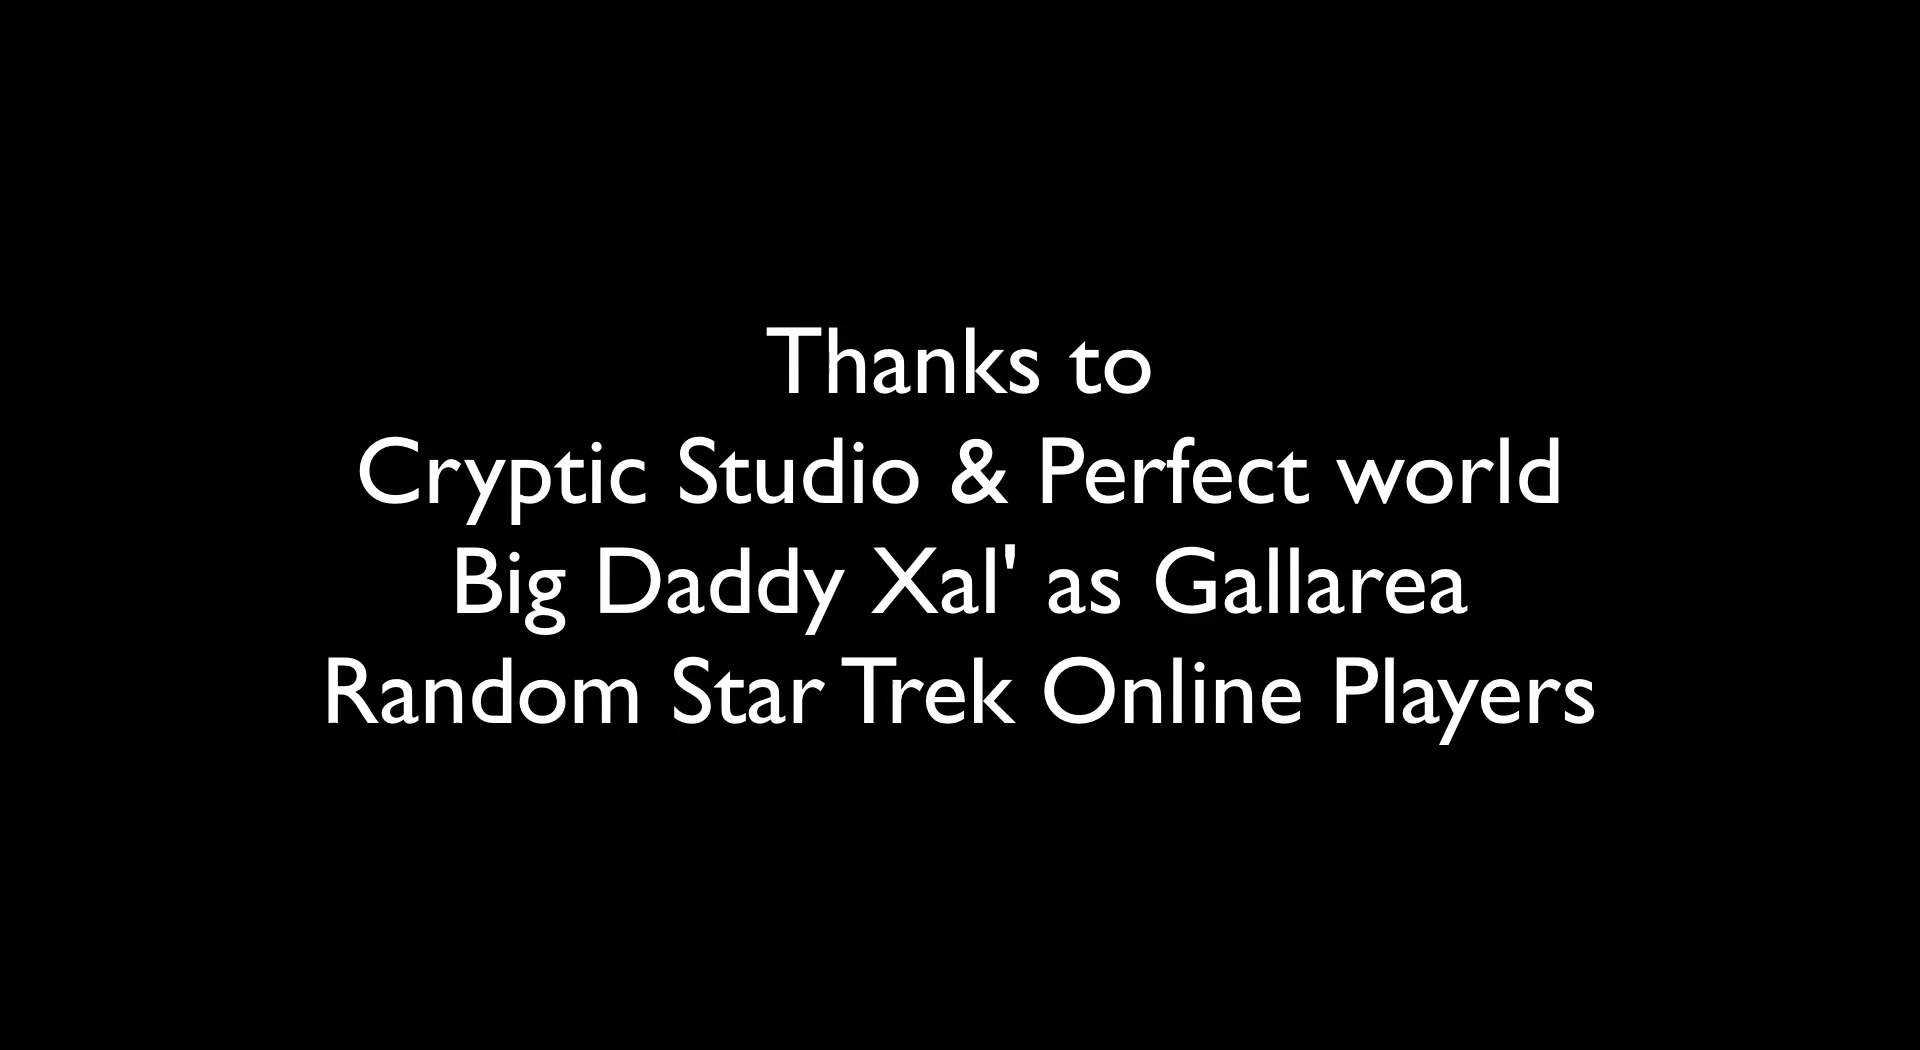 Thanks to
Cryptic Studio & Perfect world
Big Daddy Xal' as Gallarea
Random Star Trek Online Players